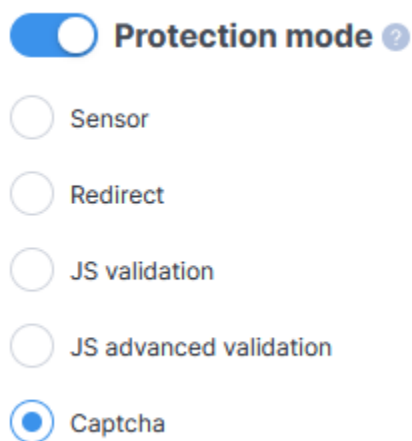 Protection mode ?
Sensor
Redirect
JS validation
JS advanced validation
Captcha